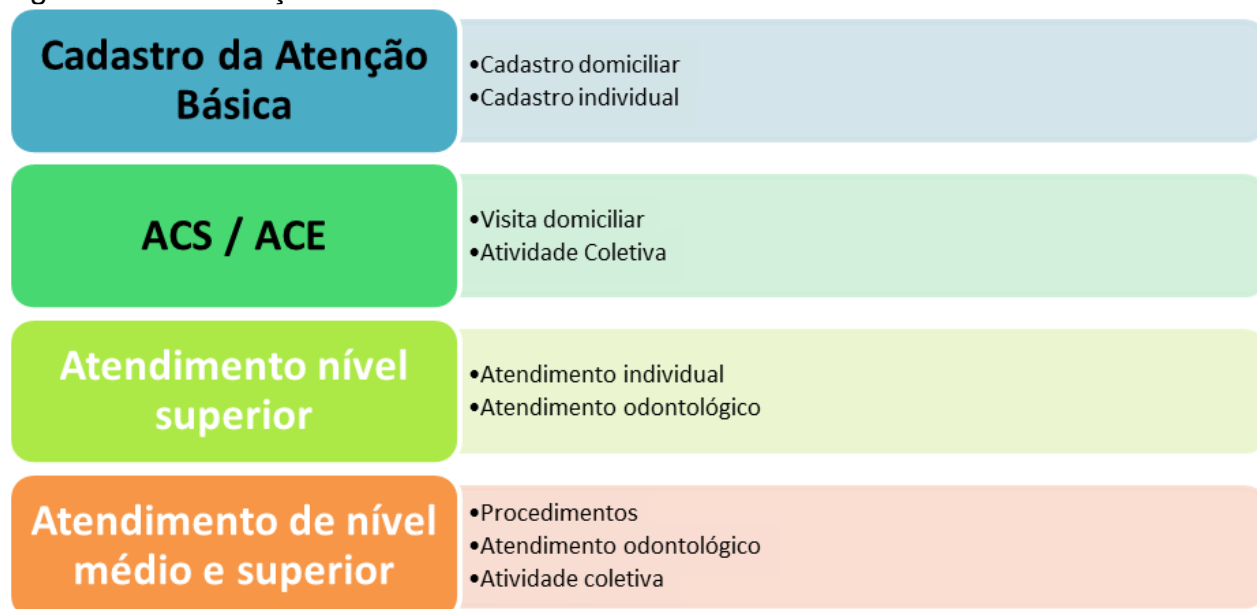 Cadastro da Atenção
Básica
•Cadastro domiciliar
•Cadastro individual
ACS / ACE
•Visita domiciliar
•Atividade Coletiva
Atendimento nível
superior
•Atendimento individual
•Atendimento odontológico
Atendimento de nível
médio e superior
•Procedimentos
•Atendimento odontológico
•Atividade coletiva